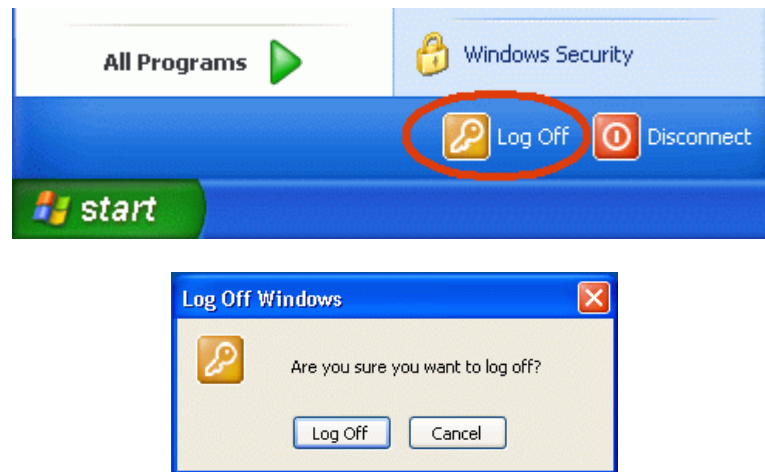 All Programs
Windows Security
Log Off
Disconnect
start
Log Off Windows
Are you sure you want to log off?
Log Off
Cancel